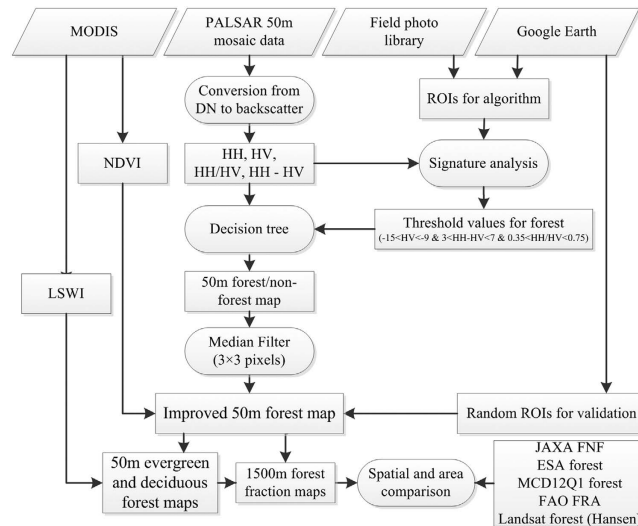 MODIS
PALSAR 50m
mosaic data
Field photo
library
Google Earth
Conversion from
DN to backscatter
ROIs for algorithm
NDVI
HH, HV,
HH/HV, HH - HV
Signature analysis
Decision tree
Threshold values for forest
(-15<HV<-9 & 3<HH-HV<7 & 0.35<HH/HV<0.75)
LSWI
50m forest/non-
forest map
Median Filter
(3×3 pixels)
Improved 50m forest map
Random ROIs for validation
50m evergreen
and deciduous
forest maps
1500m forest
fraction maps
Spatial and area
comparison
JAXA FNF
ESA forest
MCD12Q1 forest
FAO FRA
Landsat forest (Hansen)